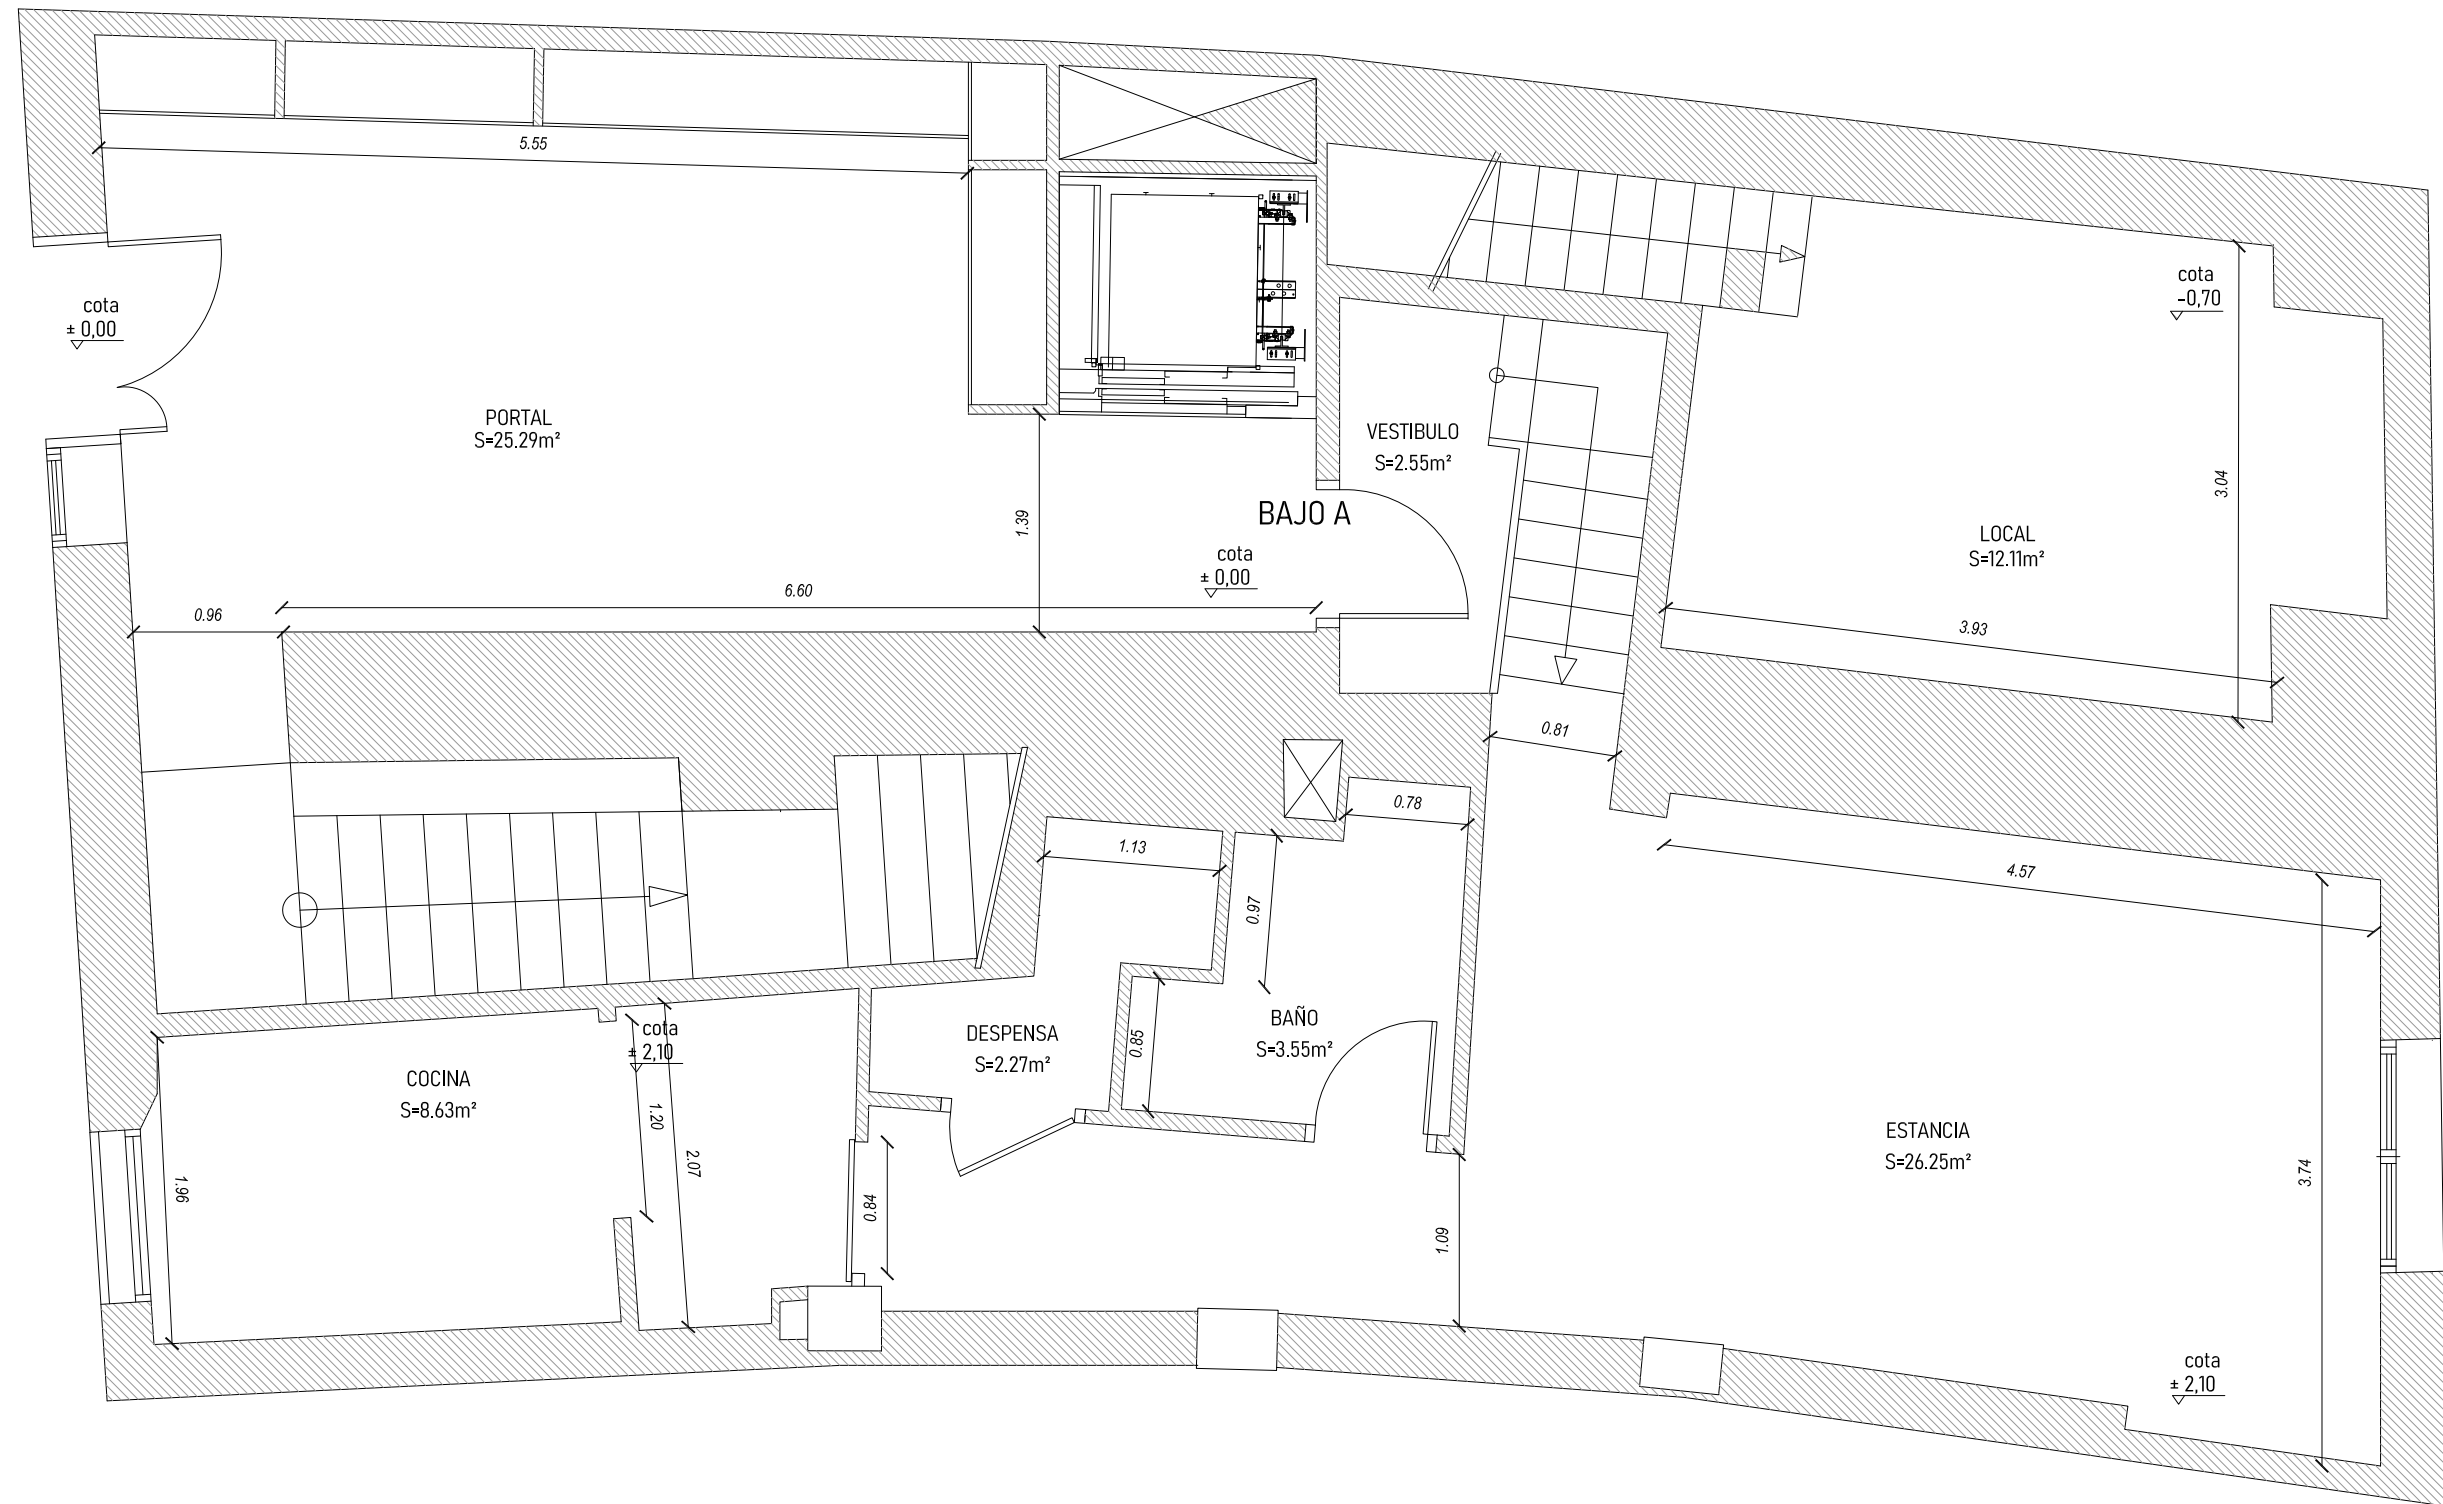 5.55
cota
± 0,00
cota
-0,70
PORTAL
S=25.29m²
VESTIBULO
S=2.55m²
3.04
BAJO A
1.39
LOCAL
S=12.11m²
cota
± 0,00
6.60
0.96
3.93
0.81
0.78
1.13
4.57
0.97
BAÑO
S=3.55m²
DESPENSA
S=2.27m²
0.85
cota
± 2,10
COCINA
S=8.63m²
1.20
2.07
1.96
0.84
1.09
ESTANCIA
S=26.25m²
3.74
cota
± 2,10